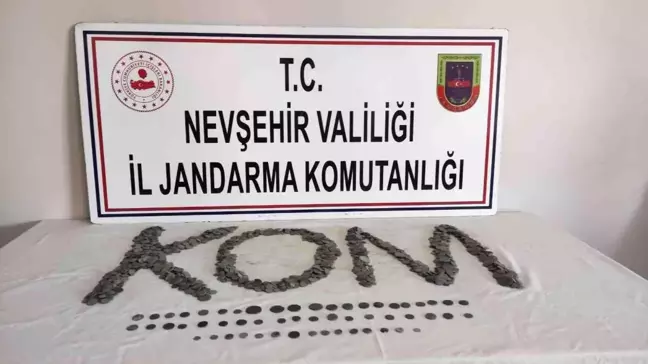 T.C.
NEVŞEHİR VALİLİĞİ
İL JANDARMA KOMUTANLIĞI
KOM